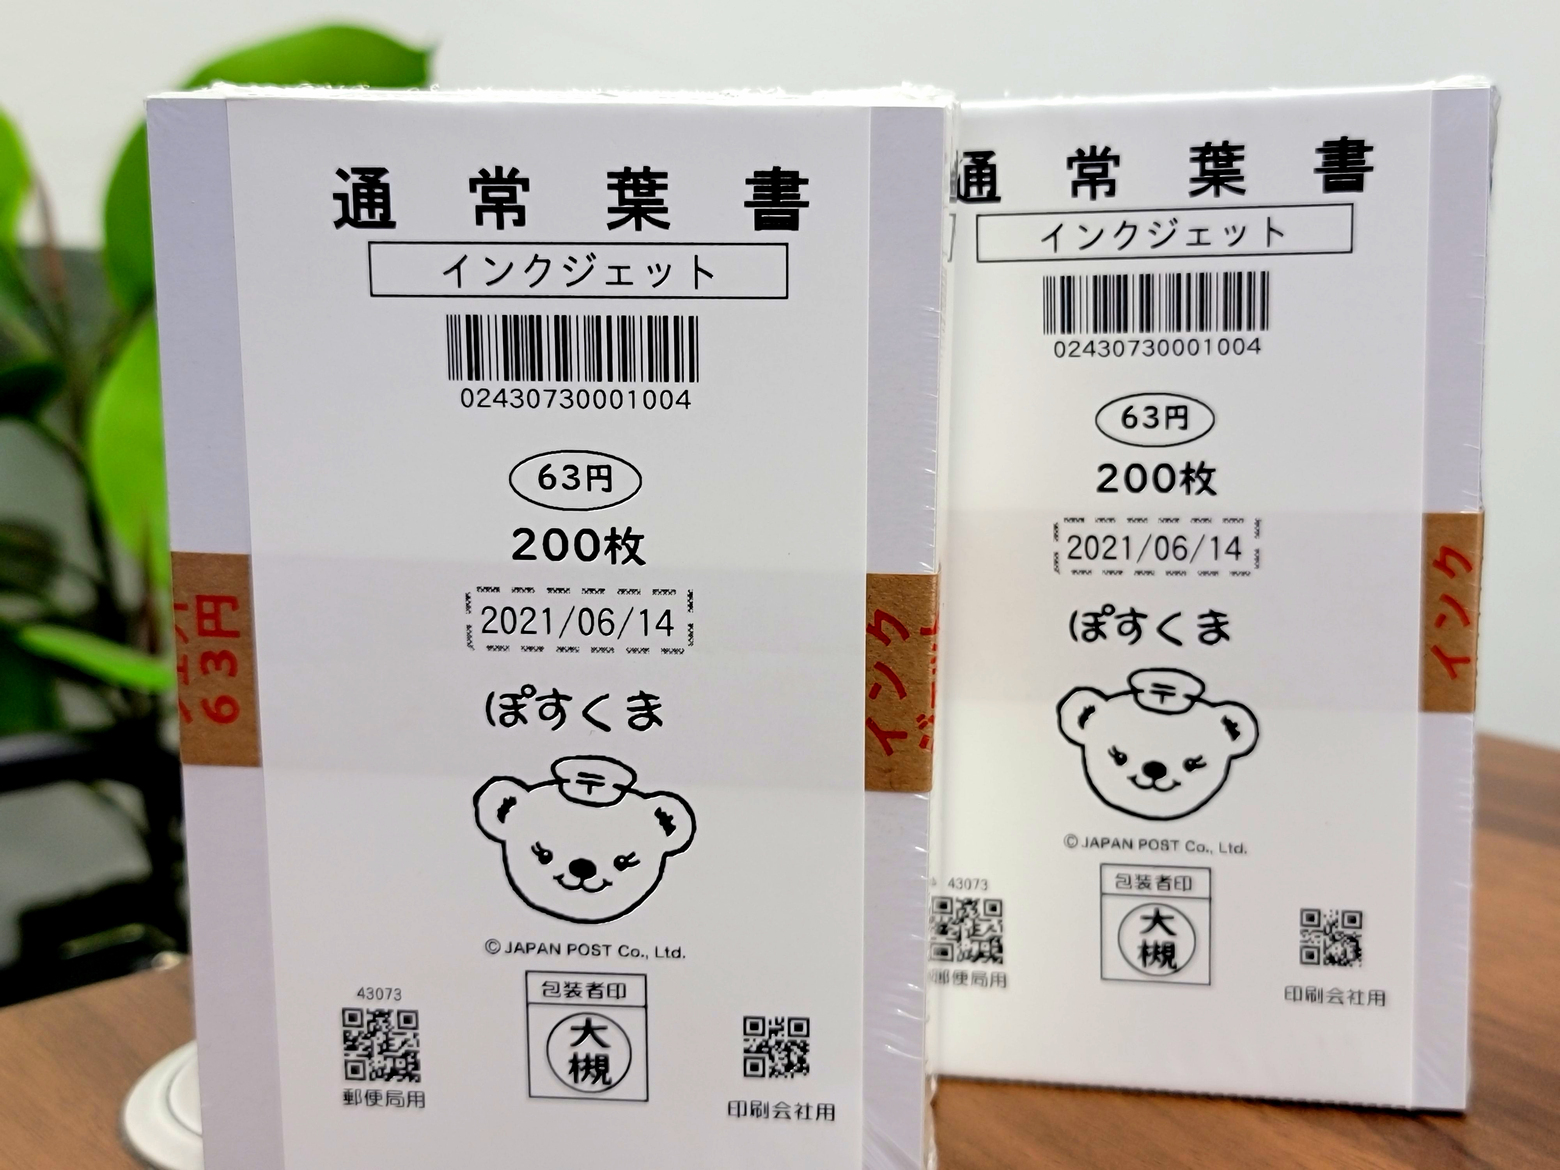 通常葉書
インクジェット
02430730001004
63円
200枚
2021/06/14
ぽすくま
〒
© JAPAN POST Co., Ltd.
包装者印
大槻
43073
郵便局用
印刷会社用
63円
インク
通常葉書
インクジェット
02430730001004
63円
200枚
2021/06/14
ぽすくま
〒
© JAPAN POST Co., Ltd.
包装者印
大槻
43073
郵便局用
印刷会社用
インク